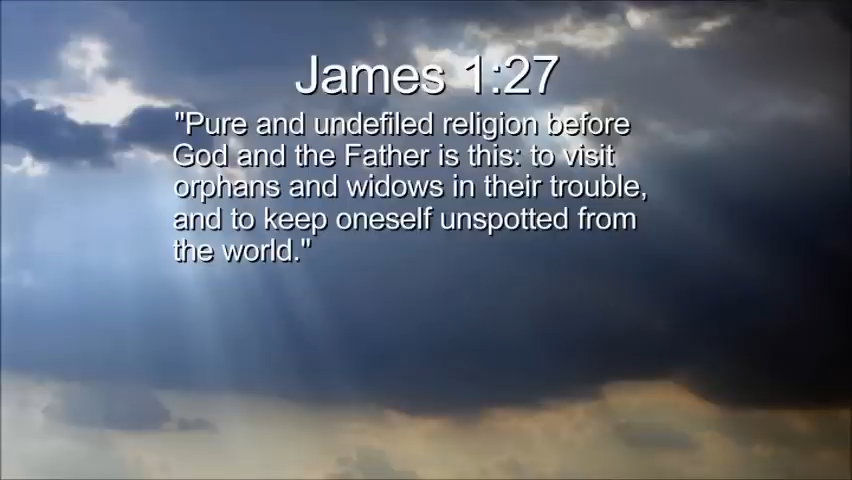 James 1:27
"Pure and undefiled religion before
God and the Father is this: to visit
orphans and widows in their trouble,
and to keep oneself unspotted from
the world."